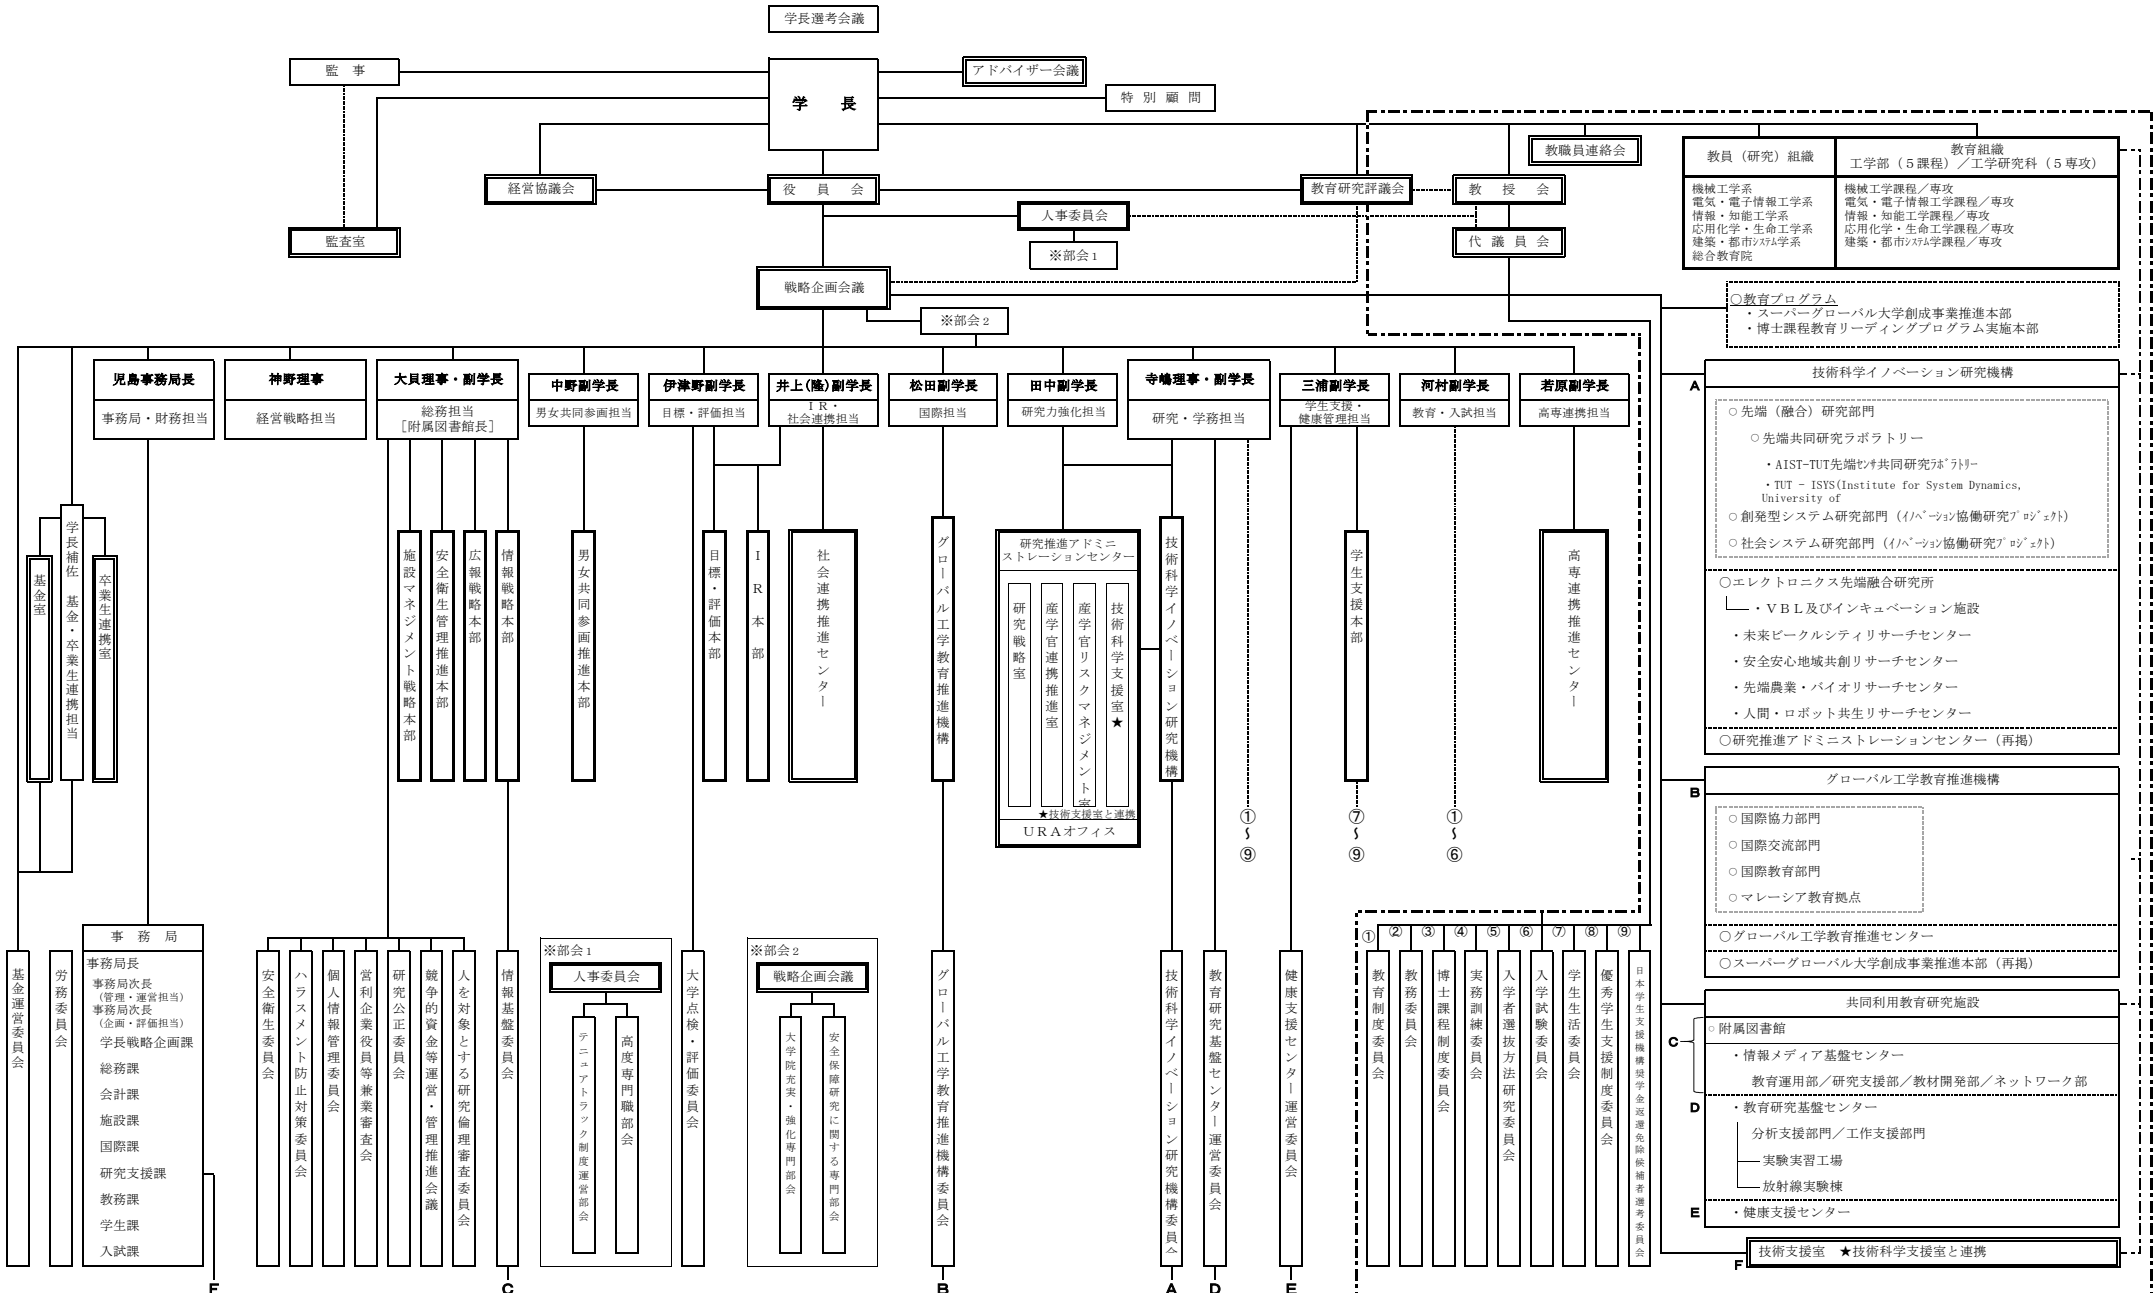 学長選考会議
監　事
学　長
アドバイザー会議
特 別 顧 問
経営協議会
役　員　会
教育研究評議会
教　授　会
教職員連絡会
監査室
人事委員会
※部会1
代 議 員 会
戦略企画会議
※部会2
教員（研究）組織
機械工学系
電気・電子情報工学系
情報・知能工学系
応用化学・生命工学系
建築・都市ｼｽﾃﾑ学系
総合教育院
教育組織
工学部（５課程）／工学研究科（５専攻）
機械工学課程／専攻
電気・電子情報工学課程／専攻
情報・知能工学課程／専攻
応用化学・生命工学課程／専攻
建築・都市ｼｽﾃﾑ学課程／専攻
○教育プログラム
・スーパーグローバル大学創成事業推進本部
・博士課程教育リーディングプログラム実施本部
児島事務局長
事務局・財務担当
神野理事
経営戦略担当
大貝理事・副学長
総務担当
［附属図書館長］
中野副学長
男女共同参画担当
伊津野副学長
目標・評価担当
井上(隆)副学長
ＩＲ・
社会連携担当
松田副学長
国際担当
田中副学長
研究力強化担当
寺嶋理事・副学長
研究・学務担当
三浦副学長
学生支援・
健康管理担当
河村副学長
教育・入試担当
若原副学長
高専連携担当
基金室
学長補佐　基金・卒業生連携担当
卒業生連携室
施設マネジメント戦略本部
安全衛生管理推進本部
広報戦略本部
情報戦略本部
男女共同参画推進本部
目標・評価本部
ＩＲ本部
社会連携推進センター
グローバル工学教育推進機構
研究推進アドミニ
ストレーションセンター
研究戦略室
産学官連携推進室
産学官リスクマネジメント室
技術科学支援室★
★技術支援室と連携
ＵＲＡオフィス
技術科学イノベーション研究機構
学生支援本部
高専連携推進センター
①～⑨
⑦～⑨
①～⑥
基金運営委員会
労務委員会
事　務　局
事務局長
事務局次長
(管理・運営担当)
事務局次長
(企画・評価担当)
学長戦略企画課
総務課
会計課
施設課
国際課
研究支援課
教務課
学生課
入試課
F
安全衛生委員会
ハラスメント防止対策委員会
個人情報管理委員会
営利企業役員等兼業審査会
研究公正委員会
競争的資金等運営・管理推進会議
人を対象とする研究倫理審査委員会
情報基盤委員会
C
※部会1
人事委員会
テニュアトラック制度運営部会
高度専門職部会
大学点検・評価委員会
※部会2
戦略企画会議
大学院充実・強化専門部会
安全保障研究に関する専門部会
グローバル工学教育推進機構委員会
B
技術科学イノベーション研究機構委員会
A
教育研究基盤センター運営委員会
D
健康支援センター運営委員会
E
①
教育制度委員会
②
教務委員会
③
博士課程制度委員会
④
実務訓練委員会
⑤
入学者選抜方法研究委員会
⑥
入学試験委員会
⑦
学生生活委員会
⑧
優秀学生支援制度委員会
⑨
日本学生支援機構奨学金返還免除候補者選考委員会
A
技術科学イノベーション研究機構
○先端（融合）研究部門
○先端共同研究ラボラトリー
・AIST-TUT先端ｾﾝｻ共同研究ﾗﾎﾞﾗﾄﾘｰ
・TUT - ISYS(Institute for System Dynamics,
University of
○創発型システム研究部門（ｲﾉﾍﾞｰｼｮﾝ協働研究ﾌﾟﾛｼﾞｪｸﾄ）
○社会システム研究部門（ｲﾉﾍﾞｰｼｮﾝ協働研究ﾌﾟﾛｼﾞｪｸﾄ）
○エレクトロニクス先端融合研究所
・ＶＢＬ及びインキュベーション施設
・未来ビークルシティリサーチセンター
・安全安心地域共創リサーチセンター
・先端農業・バイオリサーチセンター
・人間・ロボット共生リサーチセンター
○研究推進アドミニストレーションセンター（再掲）
B
グローバル工学教育推進機構
○国際協力部門
○国際交流部門
○国際教育部門
○マレーシア教育拠点
○グローバル工学教育推進センター
○スーパーグローバル大学創成事業推進本部（再掲）
共同利用教育研究施設
C
○附属図書館
・情報メディア基盤センター
教育運用部／研究支援部／教材開発部／ネットワーク部
D
・教育研究基盤センター
分析支援部門／工作支援部門
実験実習工場
放射線実験棟
E
・健康支援センター
F
技術支援室　★技術科学支援室と連携